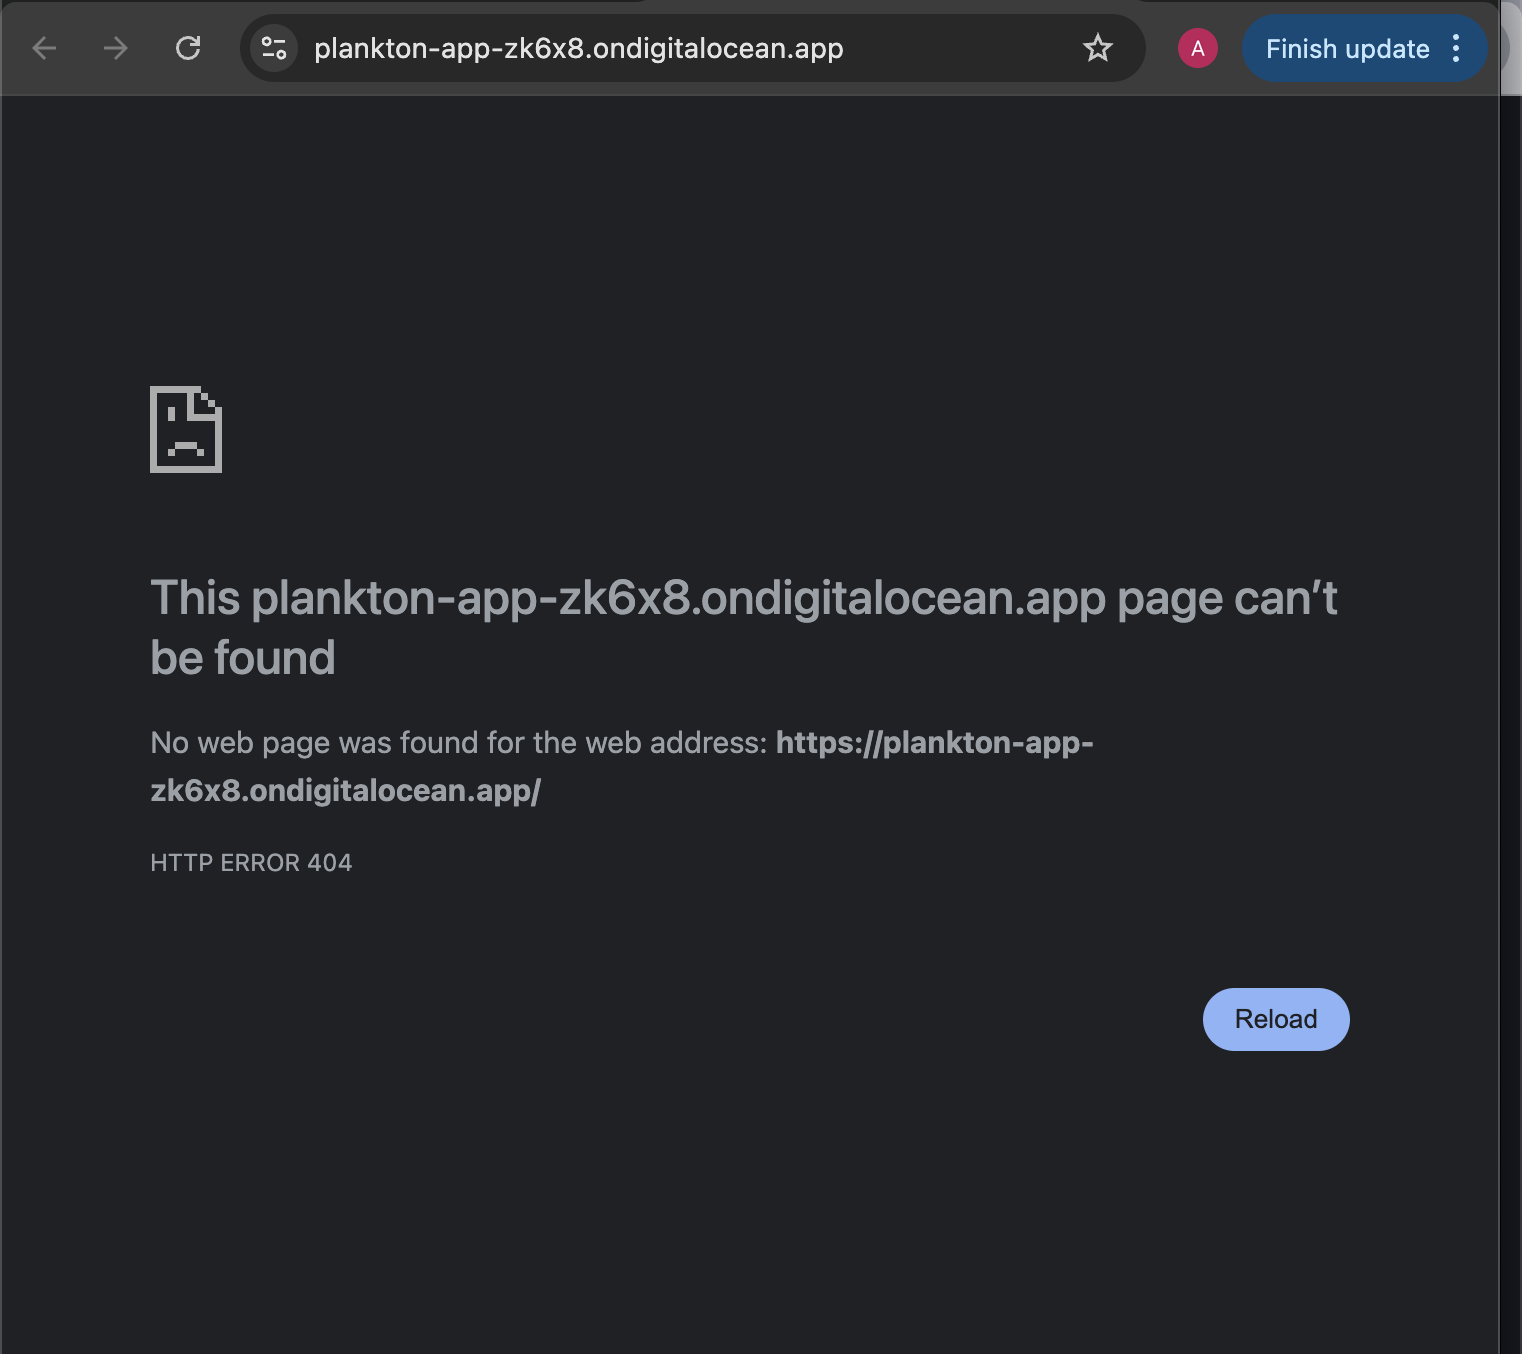 plankton-app-zk6x8.ondigitalocean.app
A
Finish update
This plankton-app-zk6x8.ondigitalocean.app page can’t
be found
No web page was found for the web address: https://plankton-app-
zk6x8.ondigitalocean.app/
HTTP ERROR 404
Reload